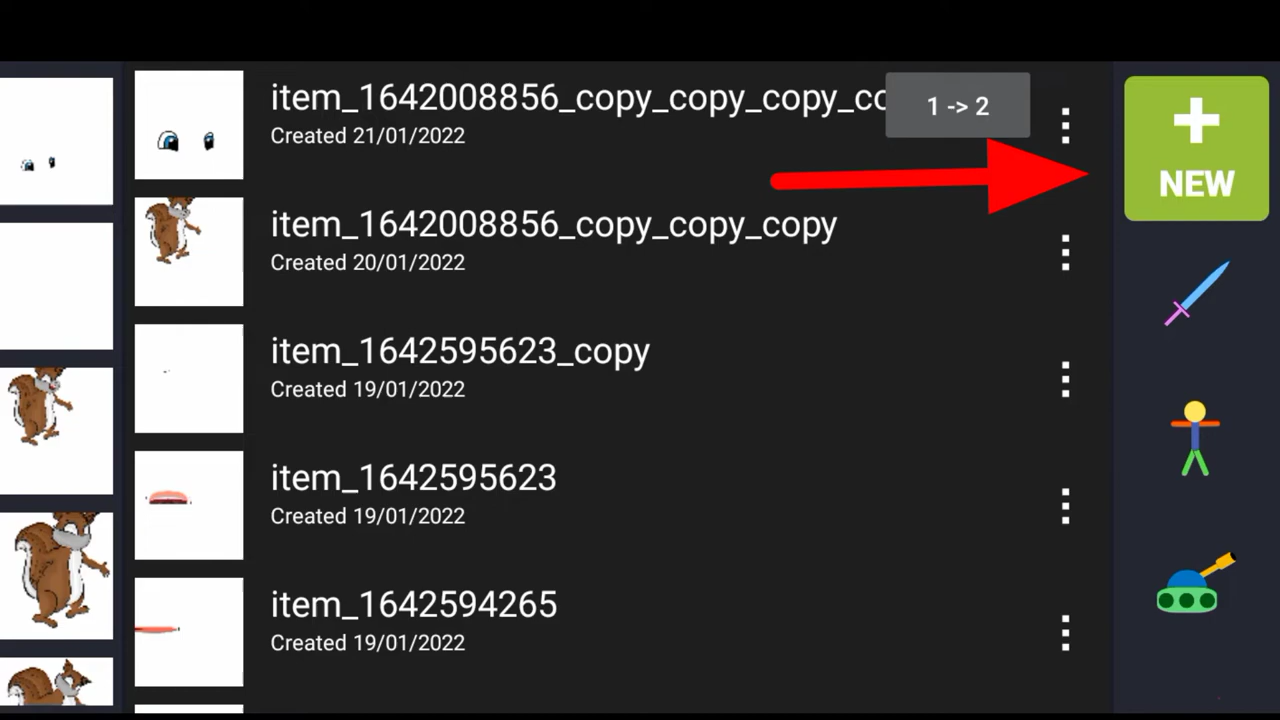 item_1642008856_copy_copy_copy_co
1 -> 2
Created 21/01/2022
NEW
item_1642008856_copy_copy_copy
Created 20/01/2022
item_1642595623_copy
Created 19/01/2022
item_1642595623
Created 19/01/2022
item_1642594265
Created 19/01/2022